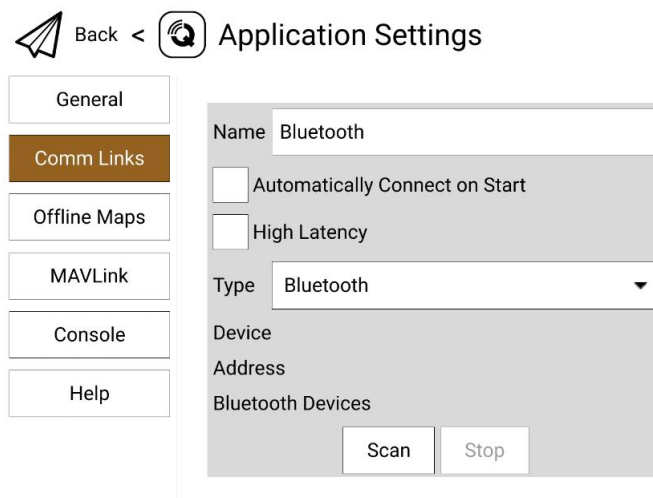 Back < Application Settings
General
Comm Links
Offline Maps
MAVLink
Console
Help
Name Bluetooth
Automatically Connect on Start
High Latency
Type Bluetooth
Device
Address
Bluetooth Devices
Scan Stop